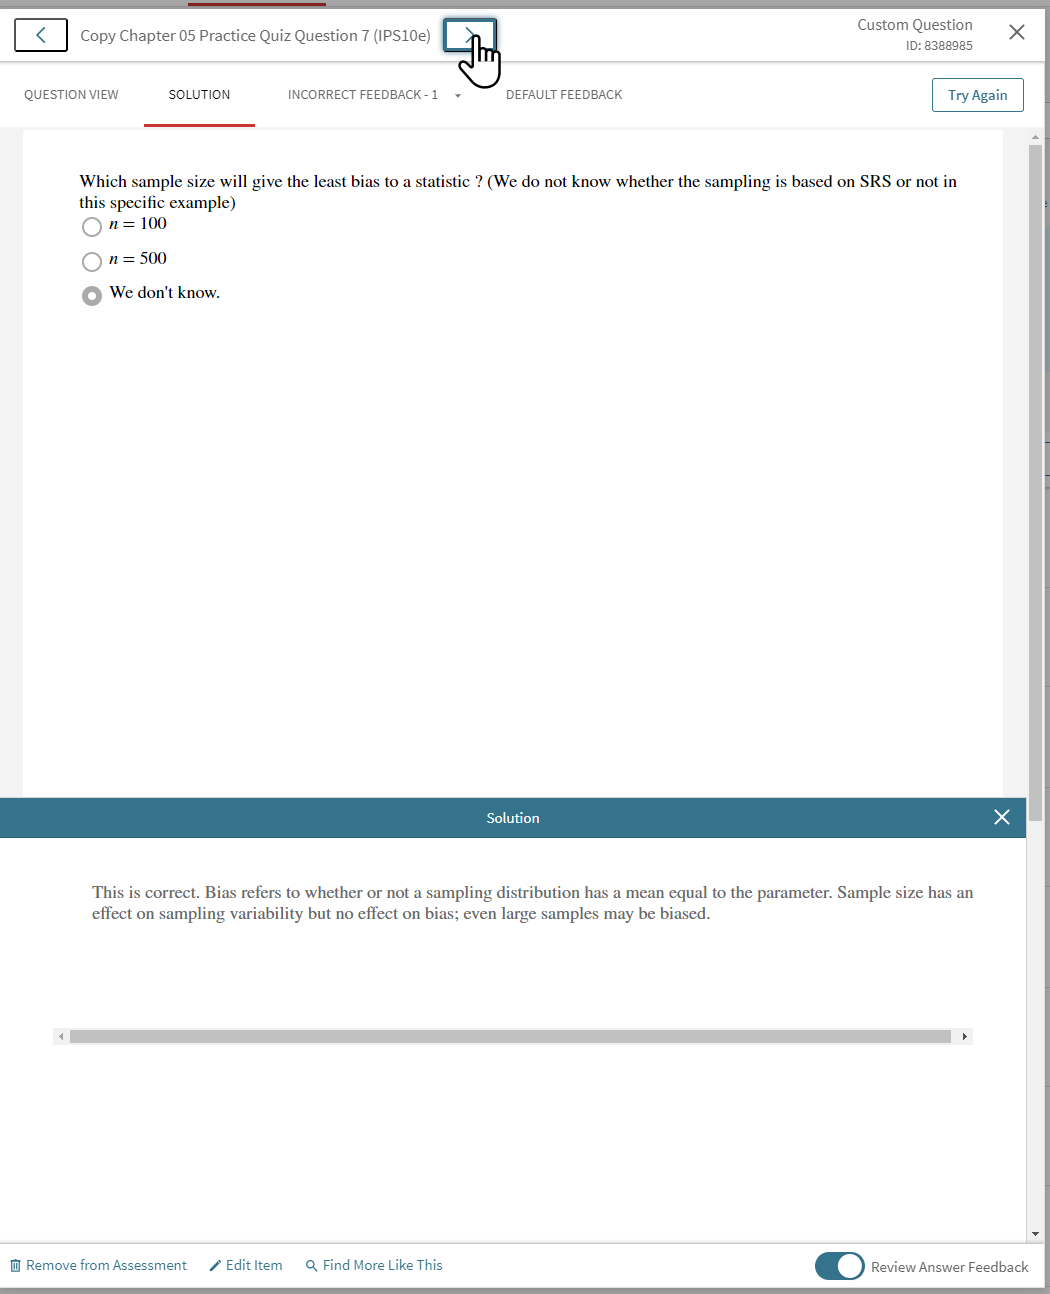 Copy Chapter 05 Practice Quiz Question 7 (IPS10e)
Custom Question
ID: 8388985
QUESTION VIEW
SOLUTION
INCORRECT FEEDBACK - 1
DEFAULT FEEDBACK
Try Again
Which sample size will give the least bias to a statistic ? (We do not know whether the sampling is based on SRS or not in
this specific example)
n = 100
n = 500
We don't know.
Solution
This is correct. Bias refers to whether or not a sampling distribution has a mean equal to the parameter. Sample size has an
effect on sampling variability but no effect on bias; even large samples may be biased.
Remove from Assessment
Edit Item
Find More Like This
Review Answer Feedback